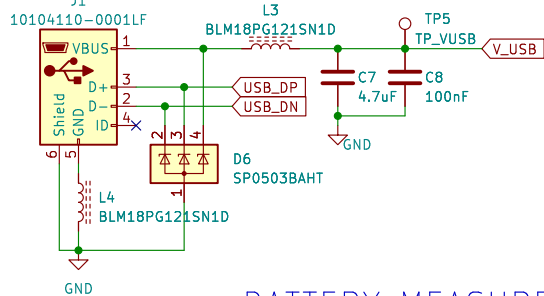 J1
10104110-0001LF
L3
BLM18PG121SN1D
TP5
TP_VUSB
VBUS 1
V_USB
D+ 3
USB_DP
C7
4.7uF
C8
100nF
D- 2
USB_DN
ID 4
Shield
GND
6 5
2 3 4
GND
D6
SP0503BAHT
1
L4
BLM18PG121SN1D
GND